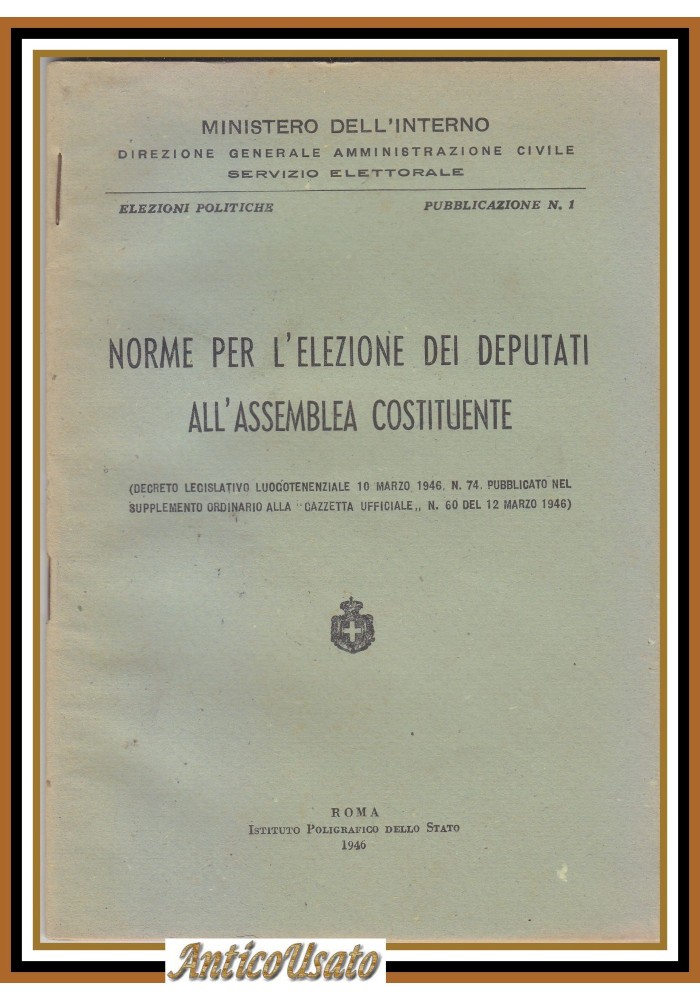 MINISTERO DELL'INTERNO
DIREZIONE GENERALE AMMINISTRAZIONE CIVILE
SERVIZIO ELETTORALE
ELEZIONI POLITICHE PUBBLICAZIONE N. 1
NORME PER L'ELEZIONE DEI DEPUTATI
ALL'ASSEMBLEA COSTITUENTE
(DECRETO LEGISLATIVO LUOGOTENENZIALE 10 MARZO 1946. N. 74. PUBBLICATO NEL
SUPPLEMENTO ORDINARIO ALLA "GAZZETTA UFFICIALE,, N. 60 DEL 12 MARZO 1946)
ROMA
ISTITUTO POLIGRAFICO DELLO STATO
1946
AnticoUsato